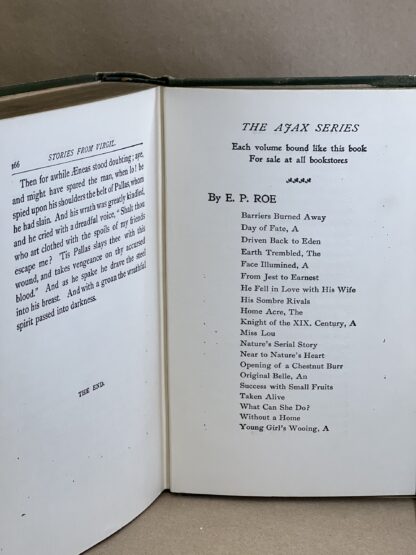 166
STORIES FROM VIRGIL.
Then for awhile Æneas stood doubting; aye,
and might have spared the man, when lo! he
spied upon his shoulders the belt of Pallas, whom
he had slain. And his wrath was greatly kindled,
and he cried with a dreadful voice, "Shalt thou
who art clothed with the spoils of my friends
escape me? 'Tis Pallas slays thee with this
wound, and takes vengeance on thy accursed
blood." And as he spake he drave the steel
into his breast. And with a groan the wrathful
spirit passed into darkness.
THE END.
THE AJAX SERIES
Each volume bound like this book
For sale at all bookstores
By E. P. ROE
Barriers Burned Away
Day of Fate, A
Driven Back to Eden
Earth Trembled, The
Face Illumined, A
From Jest to Earnest
He Fell in Love with His Wife
His Sombre Rivals
Home Acre, The
Knight of the XIX. Century, A
Miss Lou
Nature's Serial Story
Near to Nature's Heart
Opening of a Chestnut Burr
Original Belle, An
Success with Small Fruits
Taken Alive
What Can She Do?
Without a Home
Young Girl's Wooing, A